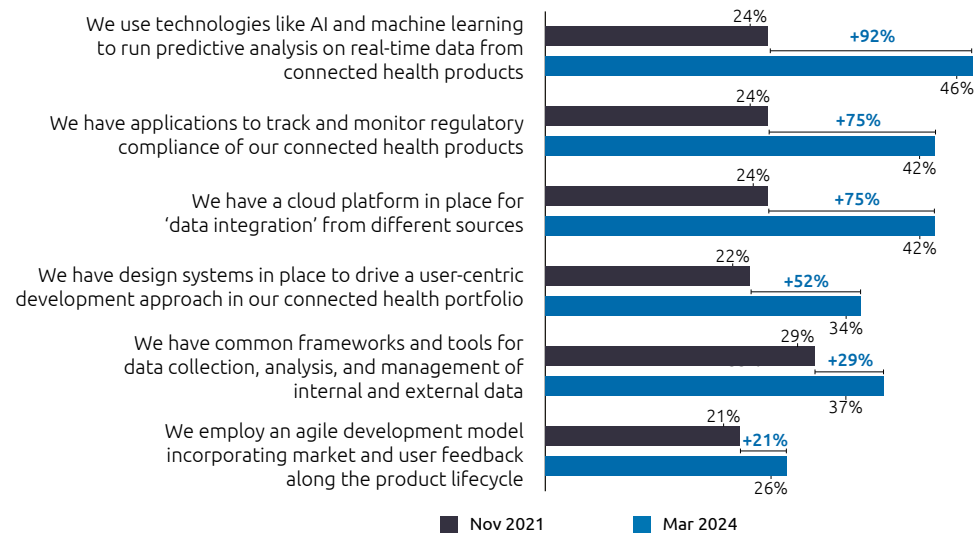 We use technologies like AI and machine learning
to run predictive analysis on real-time data from
connected health products
24%
+92%
46%
We have applications to track and monitor regulatory
compliance of our connected health products
24%
+75%
42%
We have a cloud platform in place for
‘data integration’ from different sources
24%
+75%
42%
We have design systems in place to drive a user-centric
development approach in our connected health portfolio
22%
+52%
34%
We have common frameworks and tools for
data collection, analysis, and management of
internal and external data
29%
+29%
37%
We employ an agile development model
incorporating market and user feedback
along the product lifecycle
21%
+21%
26%
Nov 2021
Mar 2024